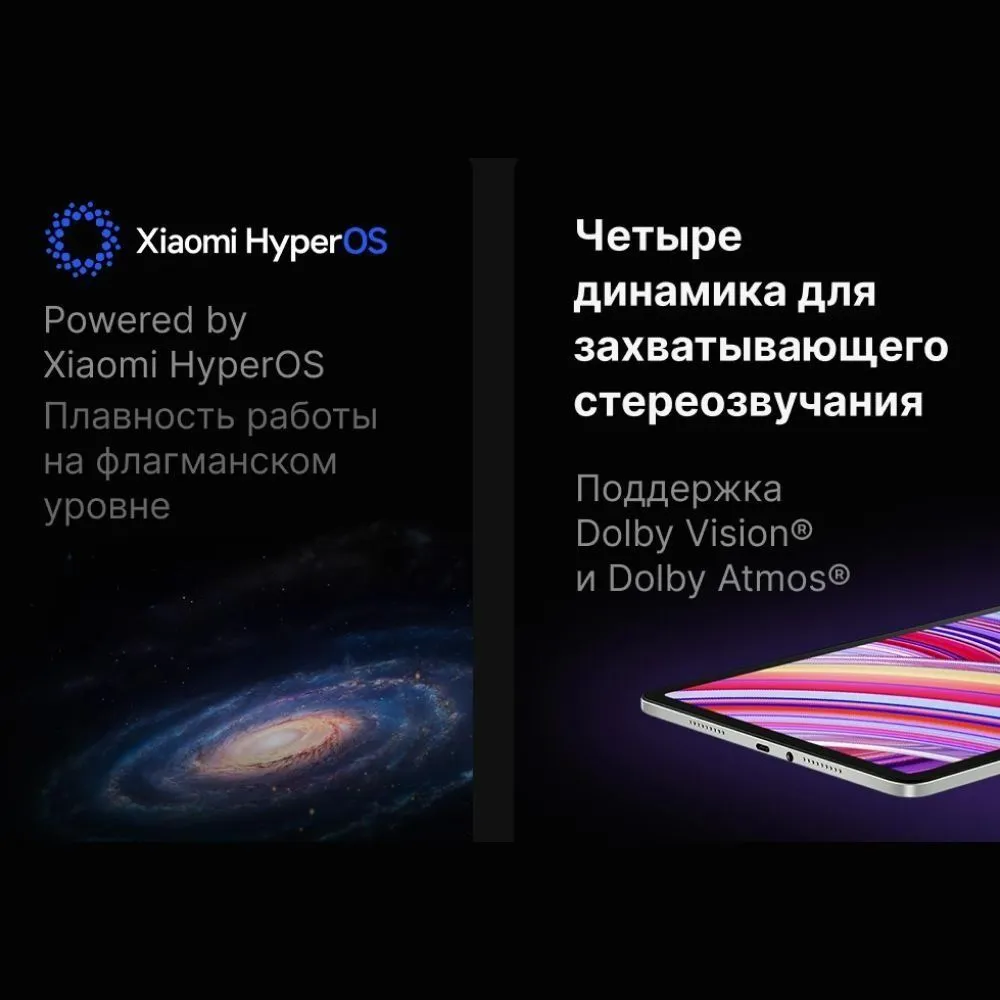 Xiaomi HyperOS
Powered by
Xiaomi HyperOS
Плавность работы
на флагманском
уровне
Четыре
динамика для
захватывающего
стереозвучания
Поддержка
Dolby Vision®
и Dolby Atmos®